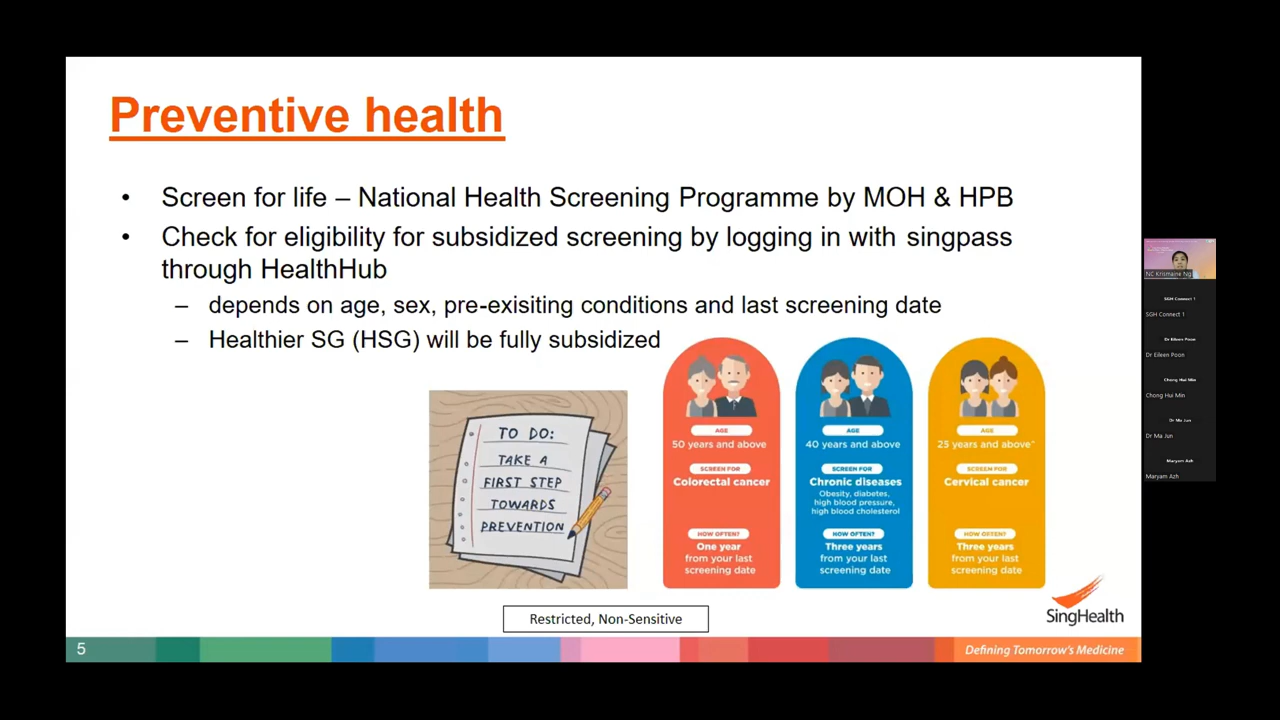 Preventive health
• Screen for life – National Health Screening Programme by MOH & HPB
• Check for eligibility for subsidized screening by logging in with singpass
through HealthHub
– depends on age, sex, pre-exisiting conditions and last screening date
– Healthier SG (HSG) will be fully subsidized
TO DO:
TAKE A
FIRST STEP
TOWARDS
PREVENTION
AGE
50 years and above
SCREEN FOR
Colorectal cancer
HOW OFTEN?
One year
from your last
screening date
AGE
40 years and above
SCREEN FOR
Chronic diseases
Obesity, diabetes,
high blood pressure,
high blood cholesterol
HOW OFTEN?
Three years
from your last
screening date
AGE
25 years and above^
SCREEN FOR
Cervical cancer
HOW OFTEN?
Three years
from your last
screening date
SingHealth
Restricted, Non-Sensitive
5
Defining Tomorrow's Medicine
NC Krismaine Ng
SGH Connect 1
SGH Connect 1
Dr Eileen Poon
Dr Eileen Poon
Chong Hui Min
Chong Hui Min
Dr Ma Jun
Dr Ma Jun
Maryam Azh
Maryam Azh